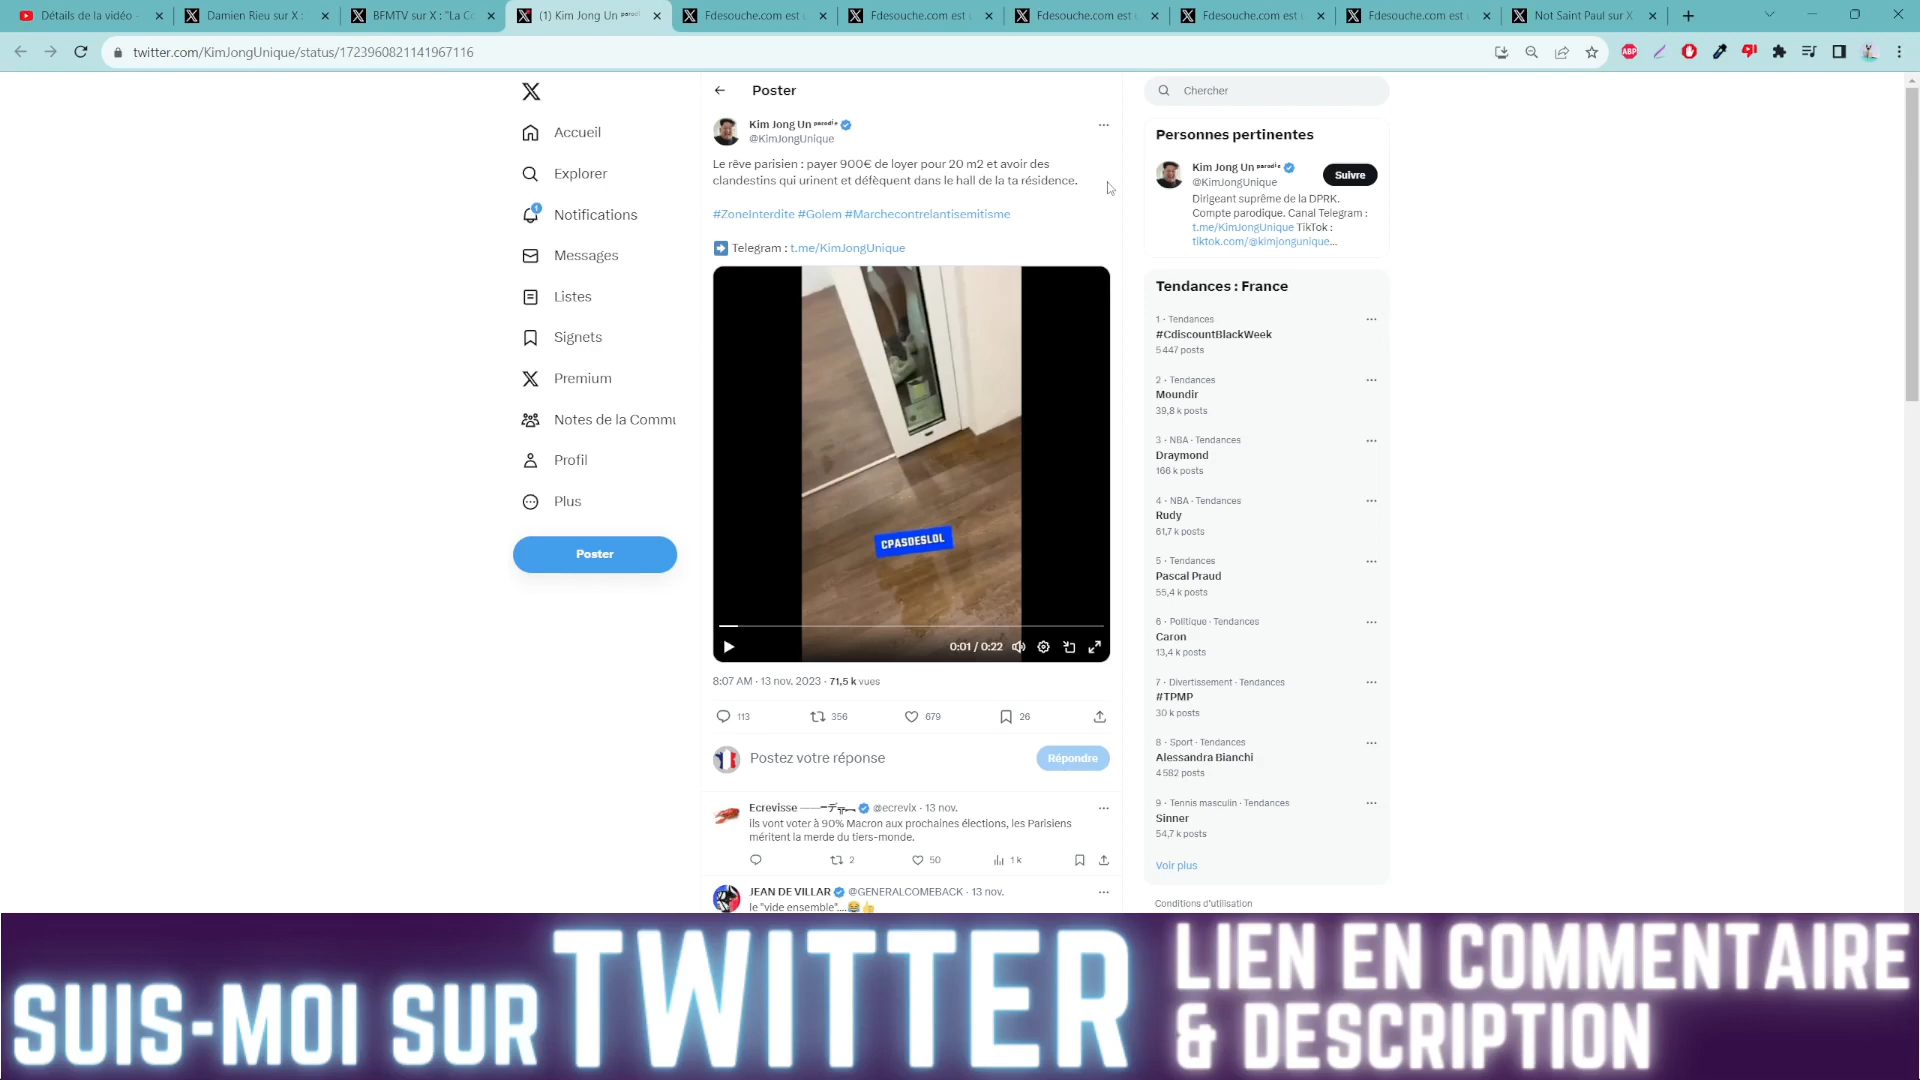 Détails de la vidéo -
Damien Rieu sur X :
BFMTV sur X : "La Co
(1) Kim Jong Un ᵖᵃʳᵒᵈ
Fdesouche.com est u
Fdesouche.com est u
Fdesouche.com est u
Fdesouche.com est u
Fdesouche.com est u
Not Saint Paul sur X
twitter.com/KimJongUnique/status/1723960821141967116
ABP
X
Accueil
Explorer
1
Notifications
Messages
Listes
Signets
Premium
Notes de la Commu
Profil
Plus
Poster
Poster
Kim Jong Un ᵖᵃʳᵒᵈⁱᵉ
@KimJongUnique
Le rêve parisien : payer 900€ de loyer pour 20 m2 et avoir des
clandestins qui urinent et défèquent dans le hall de la ta résidence.
#ZoneInterdite #Golem #Marchecontrelantisemitisme
➡️ Telegram : t.me/KimJongUnique
CPASDESLOL
0:01 / 0:22
8:07 AM · 13 nov. 2023 · 71,5 k vues
113 356 679 26
Postez votre réponse
Répondre
Ecrevisse ——一デ╦︻ @ecrevix · 13 nov.
ils vont voter à 90% Macron aux prochaines élections, les Parisiens
méritent la merde du tiers-monde.
2 50 1 k
JEAN DE VILLAR @GENERALCOMEBACK · 13 nov.
le "vide ensemble"....😂👍
Chercher
Personnes pertinentes
Kim Jong Un ᵖᵃʳᵒᵈⁱᵉ
@KimJongUnique
Suivre
Dirigeant suprême de la DPRK.
Compte parodique. Canal Telegram :
t.me/KimJongUnique TikTok :
tiktok.com/@kimjongunique…
Tendances : France
1 · Tendances
#CdiscountBlackWeek
5 447 posts
2 · Tendances
Moundir
39,8 k posts
3 · NBA · Tendances
Draymond
166 k posts
4 · NBA · Tendances
Rudy
61,7 k posts
5 · Tendances
Pascal Praud
55,4 k posts
6 · Politique · Tendances
Caron
13,4 k posts
7 · Divertissement · Tendances
#TPMP
30 k posts
8 · Sport · Tendances
Alessandra Bianchi
4 582 posts
9 · Tennis masculin · Tendances
Sinner
54,7 k posts
Voir plus
Conditions d'utilisation
SUIS-MOI SUR TWITTER
LIEN EN COMMENTAIRE
& DESCRIPTION